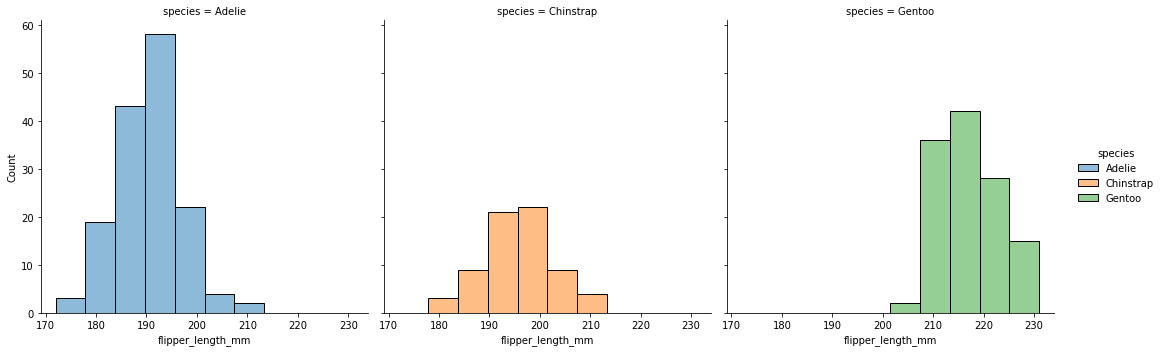 species = Adelie
species = Chinstrap
species = Gentoo
60
50
40
30
20
10
0
Count
170 180 190 200 210 220 230
170 180 190 200 210 220 230
170 180 190 200 210 220 230
flipper_length_mm
flipper_length_mm
flipper_length_mm
species
Adelie
Chinstrap
Gentoo